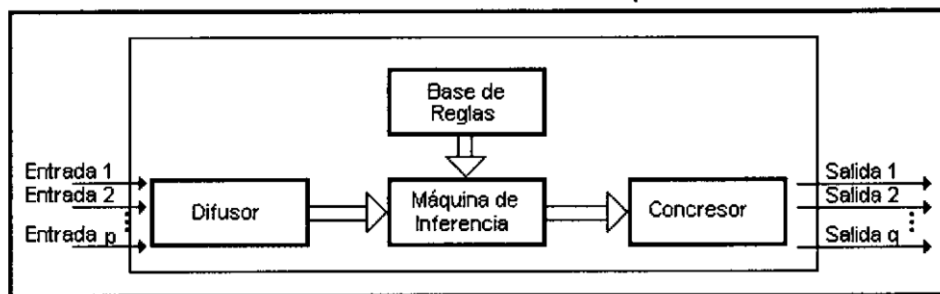 Base de
Reglas
Entrada 1
Entrada 2
Entrada p
Difusor
Máquina de
Inferencia
Concresor
Salida 1
Salida 2
Salida q